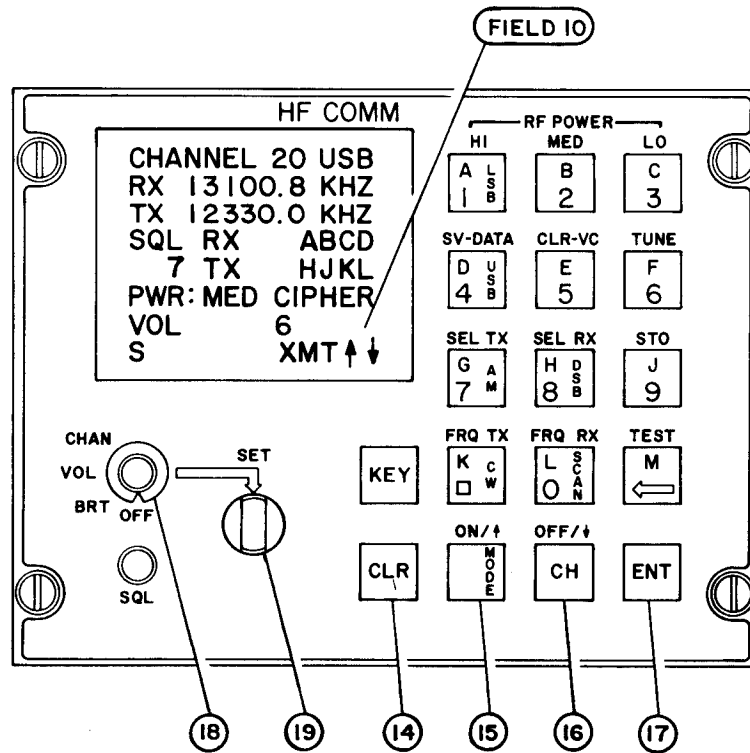 FIELD 10
HF COMM
CHANNEL 20 USB
RX 13100.8 KHZ
TX 12330.0 KHZ
SQL RX ABCD
7 TX HJKL
PWR: MED CIPHER
VOL 6
S XMT ↑ ↓
RF POWER
HI MED LO
A 1 LSB
B 2
C 3
SV-DATA CLR-VC TUNE
D 4 USB
E 5
F 6
SEL TX SEL RX STO
G 7 AM
H 8 DSB
J 9
FRQ TX FRQ RX TEST
KEY
K □ CW
L 0 SCAN
M ←
ON/↑ OFF/↓
CLR
MODE
CH
ENT
CHAN
VOL
BRT
OFF
SET
SQL
18 19 14 15 16 17